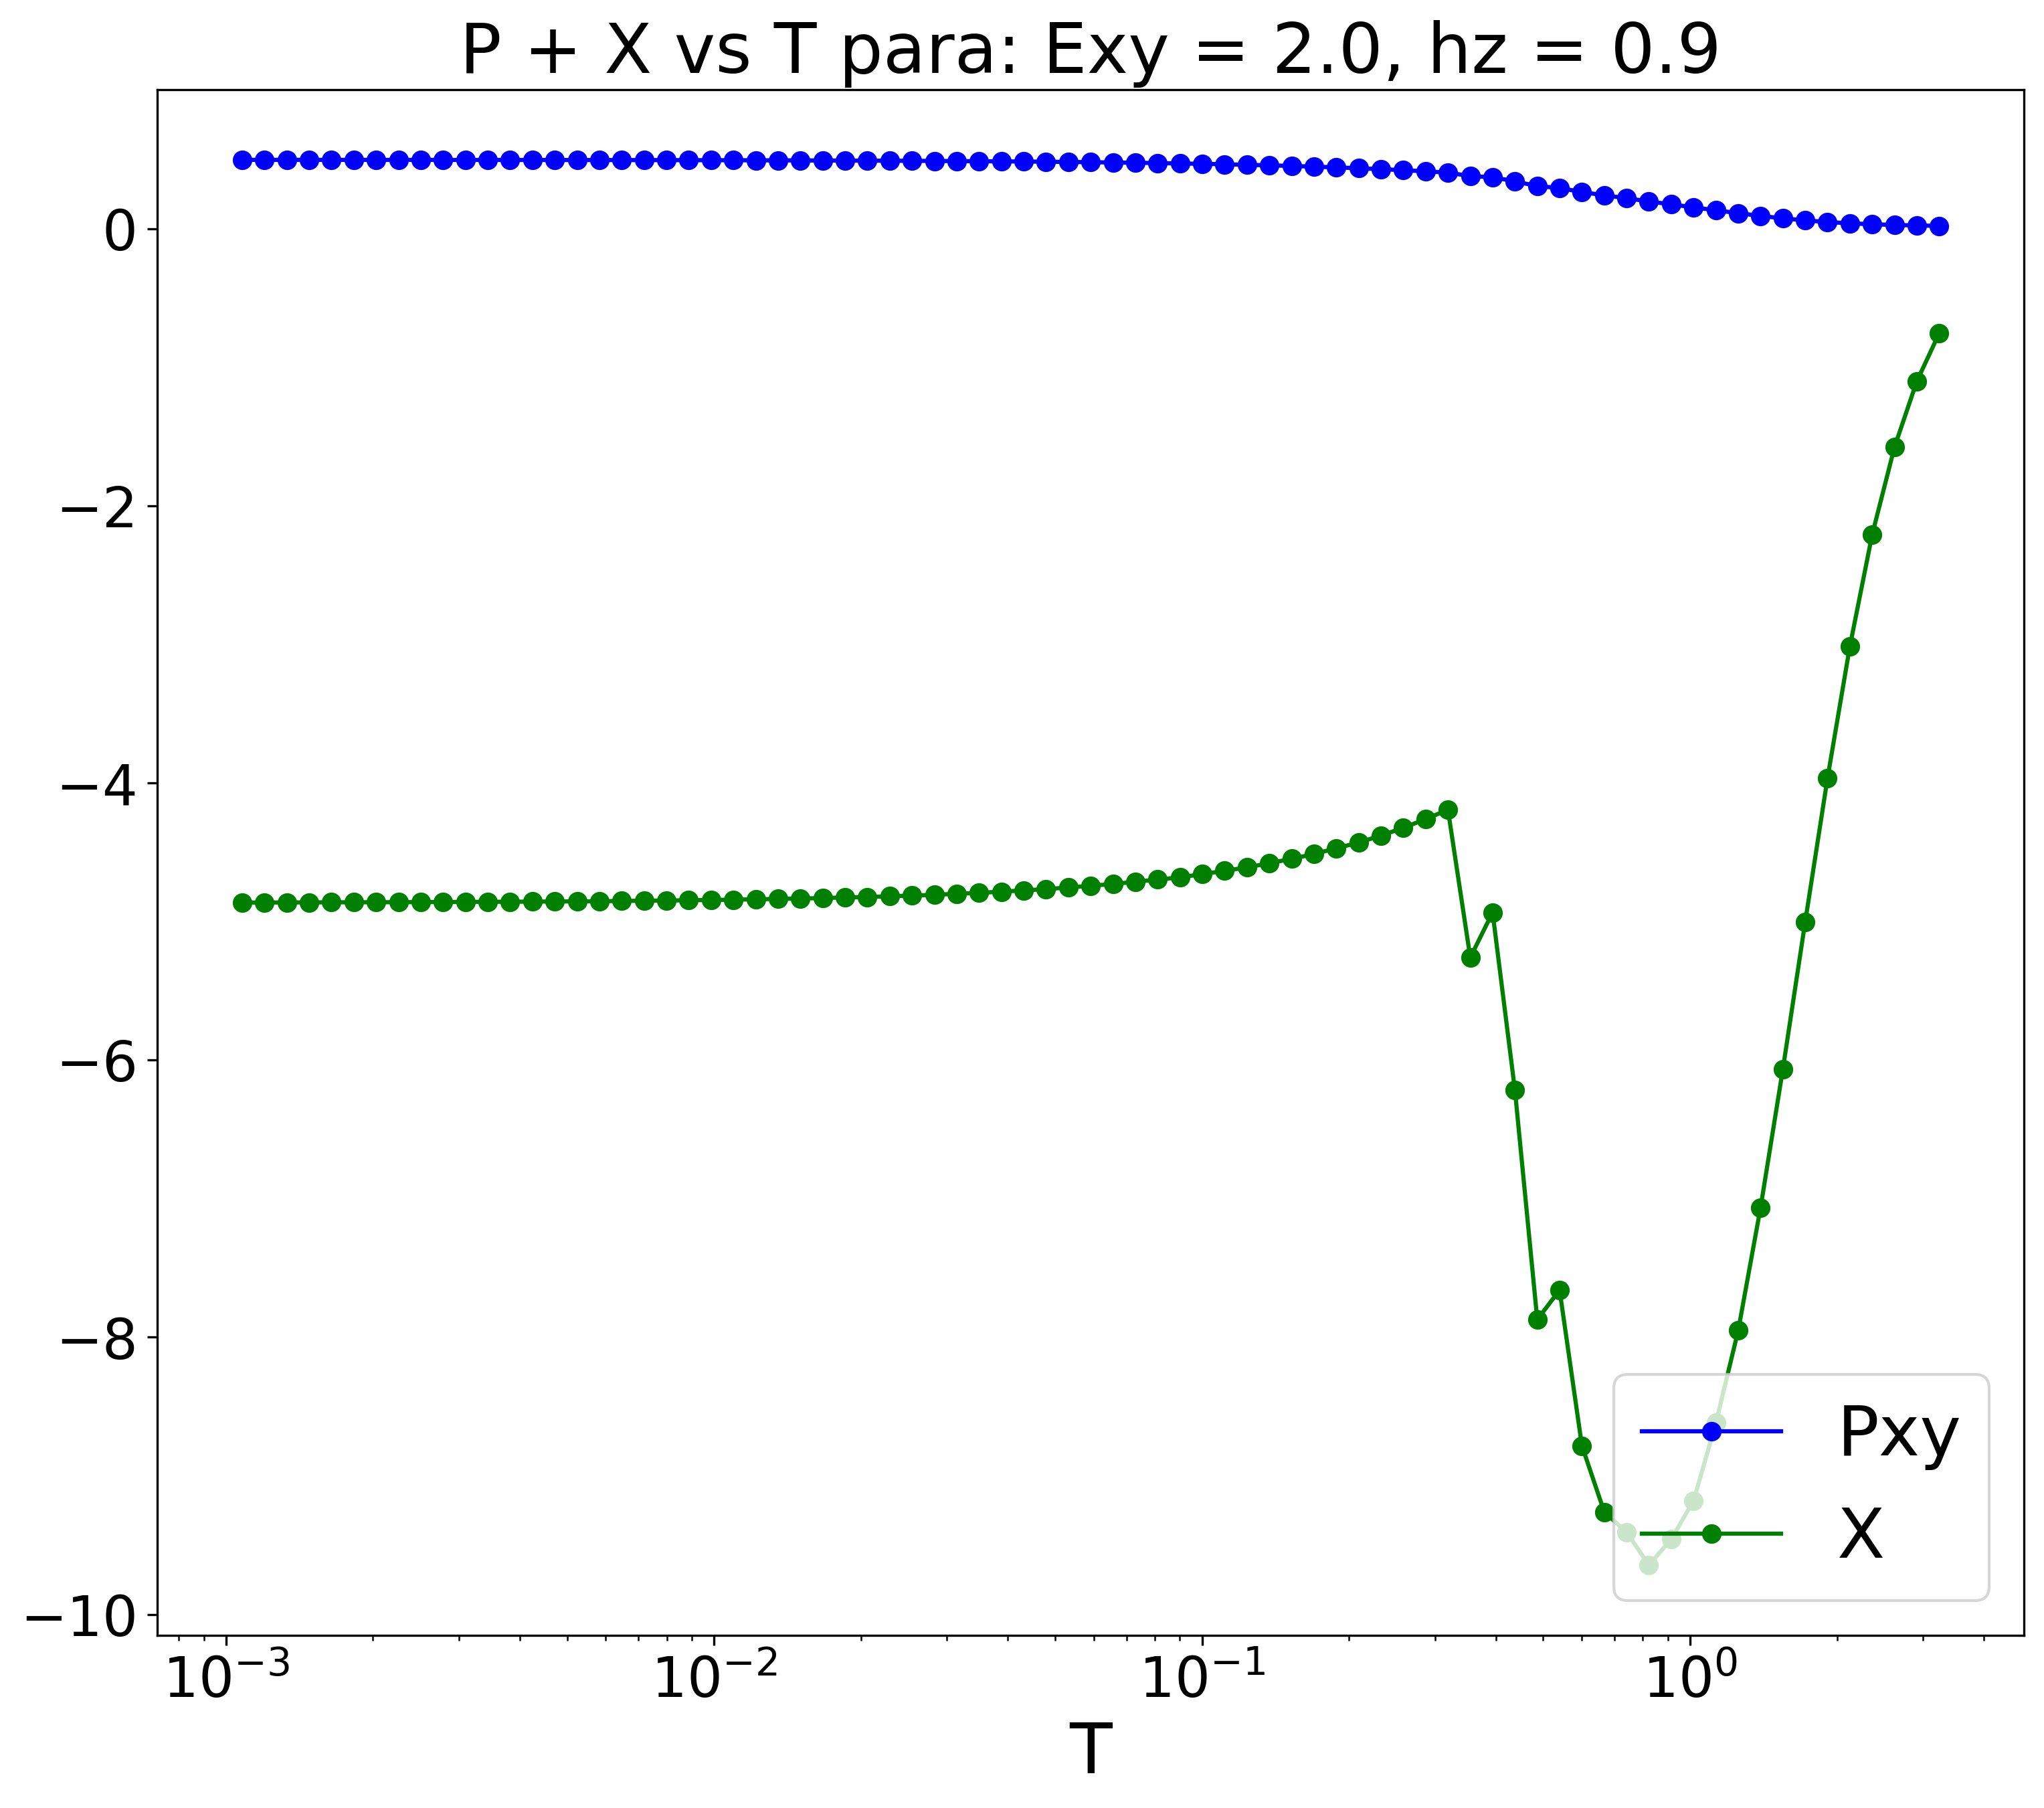 P + X vs T para: Exy = 2.0, hz = 0.9
0
−2
−4
−6
−8
−10
Pxy
X
10⁻³ 10⁻² 10⁻¹ 10⁰
T